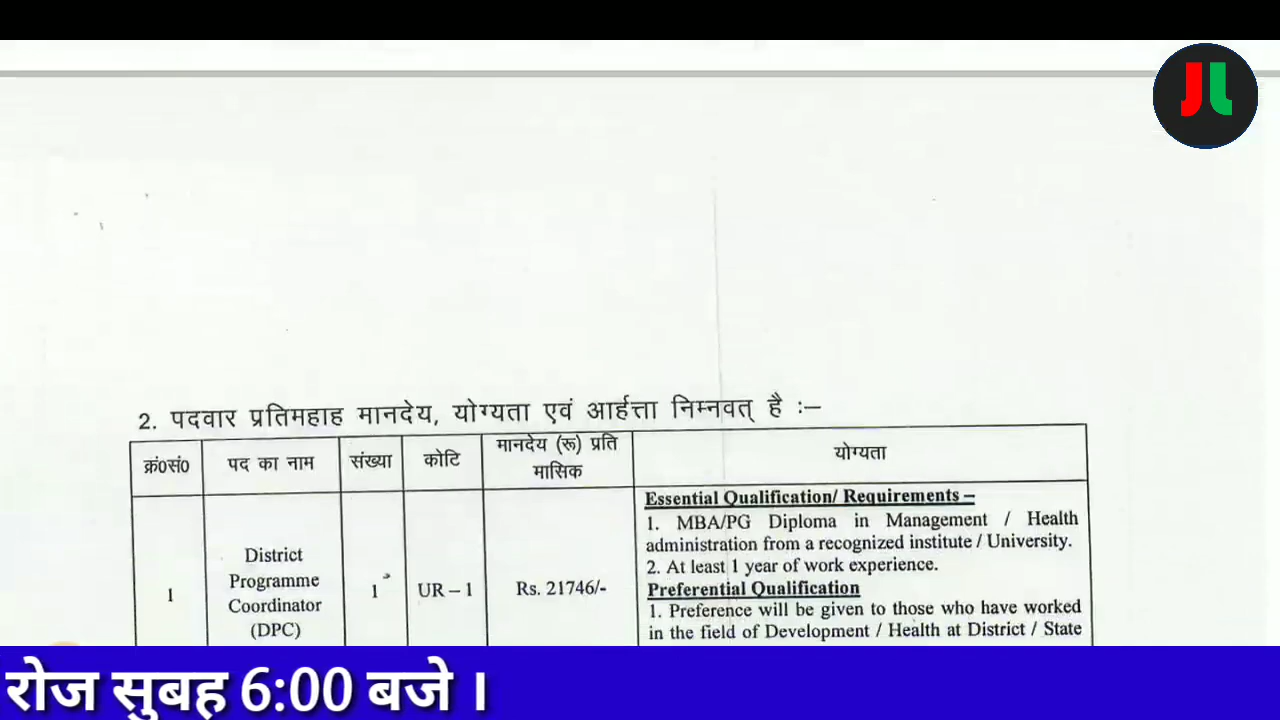 JL
2. पदवार प्रतिमहाह मानदेय, योग्यता एवं आर्हत्ता निम्नवत् है :–
क्रं०सं० पद का नाम संख्या कोटि मानदेय (रू) प्रति मासिक योग्यता
Essential Qualification/ Requirements –
1. MBA/PG Diploma in Management / Health
administration from a recognized institute / University.
2. At least 1 year of work experience.
Preferential Qualification
1. Preference will be given to those who have worked
in the field of Development / Health at District / State
1
District
Programme
Coordinator
(DPC)
1
UR – 1
Rs. 21746/-
रोज सुबह 6:00 बजे ।